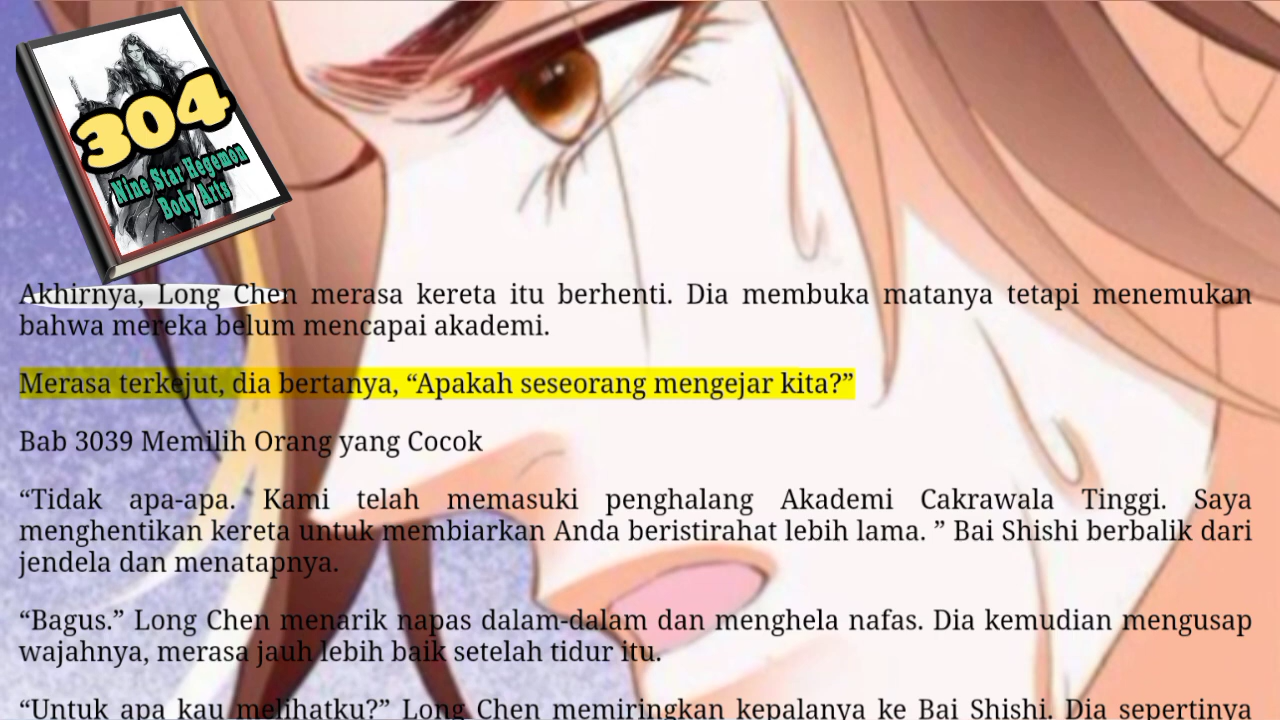 304
Nine Star Hegemon
Body Arts
Akhirnya, Long Chen merasa kereta itu berhenti. Dia membuka matanya tetapi menemukan
bahwa mereka belum mencapai akademi.
Merasa terkejut, dia bertanya, “Apakah seseorang mengejar kita?”
Bab 3039 Memilih Orang yang Cocok
“Tidak apa-apa. Kami telah memasuki penghalang Akademi Cakrawala Tinggi. Saya
menghentikan kereta untuk membiarkan Anda beristirahat lebih lama. ” Bai Shishi berbalik dari
jendela dan menatapnya.
“Bagus.” Long Chen menarik napas dalam-dalam dan menghela nafas. Dia kemudian mengusap
wajahnya, merasa jauh lebih baik setelah tidur itu.
“Untuk apa kau melihatku?” Long Chen memiringkan kepalanya ke Bai Shishi. Dia sepertinya